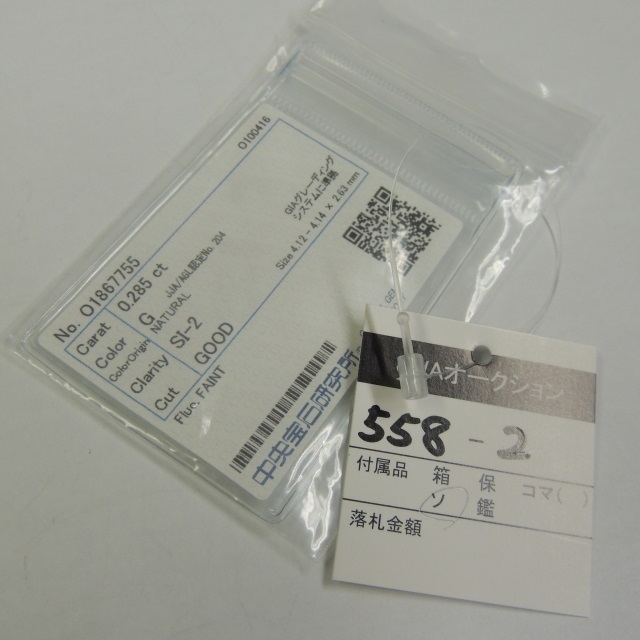 O100416
No. O1867755
Carat 0.285 ct
Color G JJA/AGL認定No. 204
Color Origin NATURAL
Clarity SI-2
Cut GOOD
Fluo: FAINT
GIAグレーディング
システムに準拠
Size 4.12 - 4.14 × 2.63 mm
中央宝石研究所
Aオークション
558-2
付属品 箱 保 コマ( )
ソ 鑑
落札金額